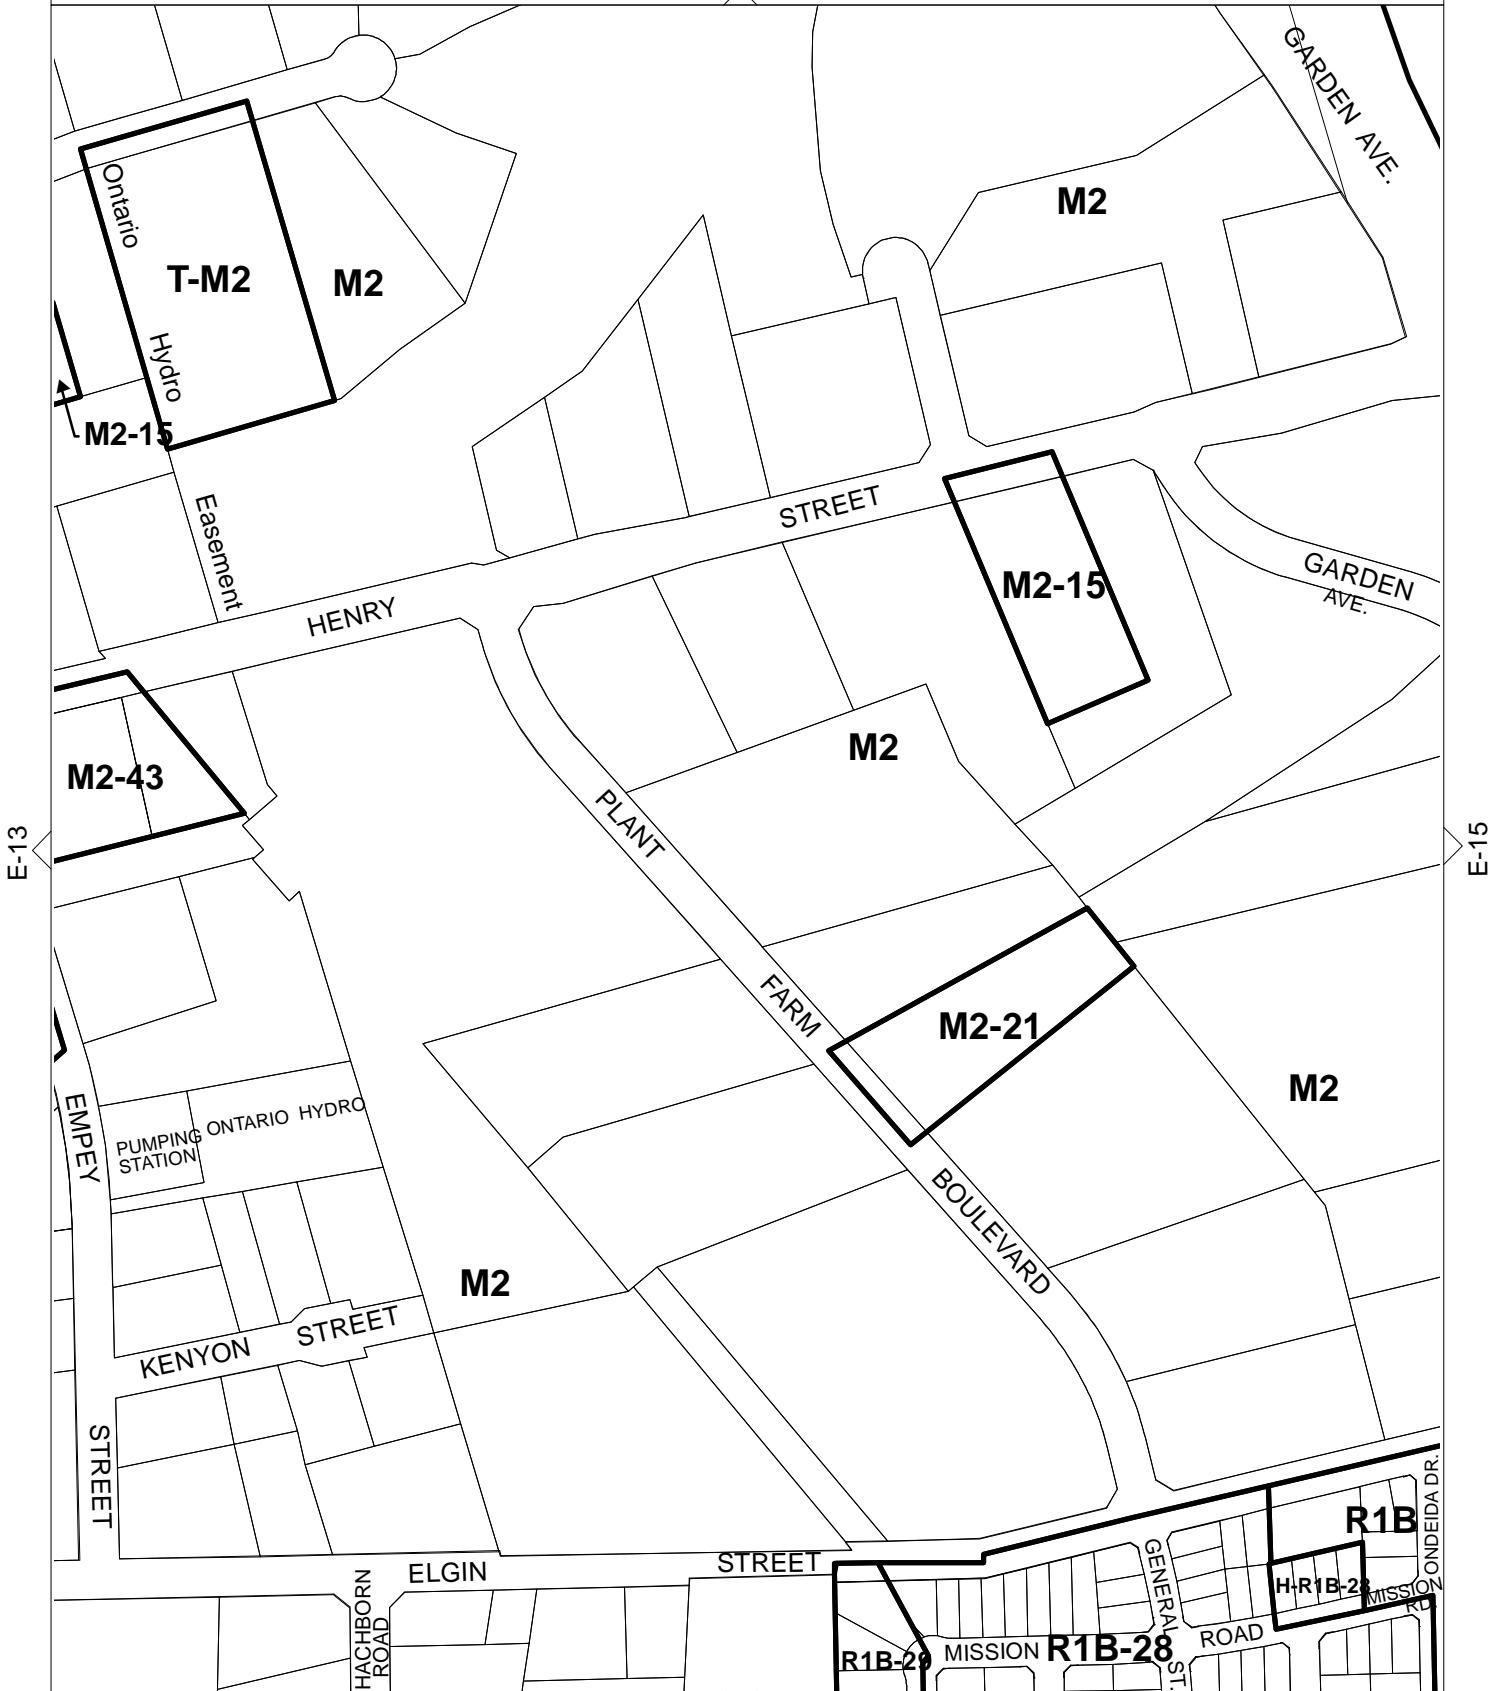 GARDEN AVE.
M2
Ontario
T-M2
M2
Hydro
M2-15
Easement
STREET
M2-15
GARDEN
AVE.
HENRY
M2
M2-43
PLANT
E-13
E-15
FARM
M2-21
M2
EMPEY
PUMPING
STATION
ONTARIO HYDRO
BOULEVARD
M2
KENYON STREET
STREET
ELGIN STREET
R1B
ONDEIDA DR.
GENERAL ST.
H-R1B-28
MISSION
RD.
HACHBORN
ROAD
R1B-29
MISSION ROAD
R1B-28